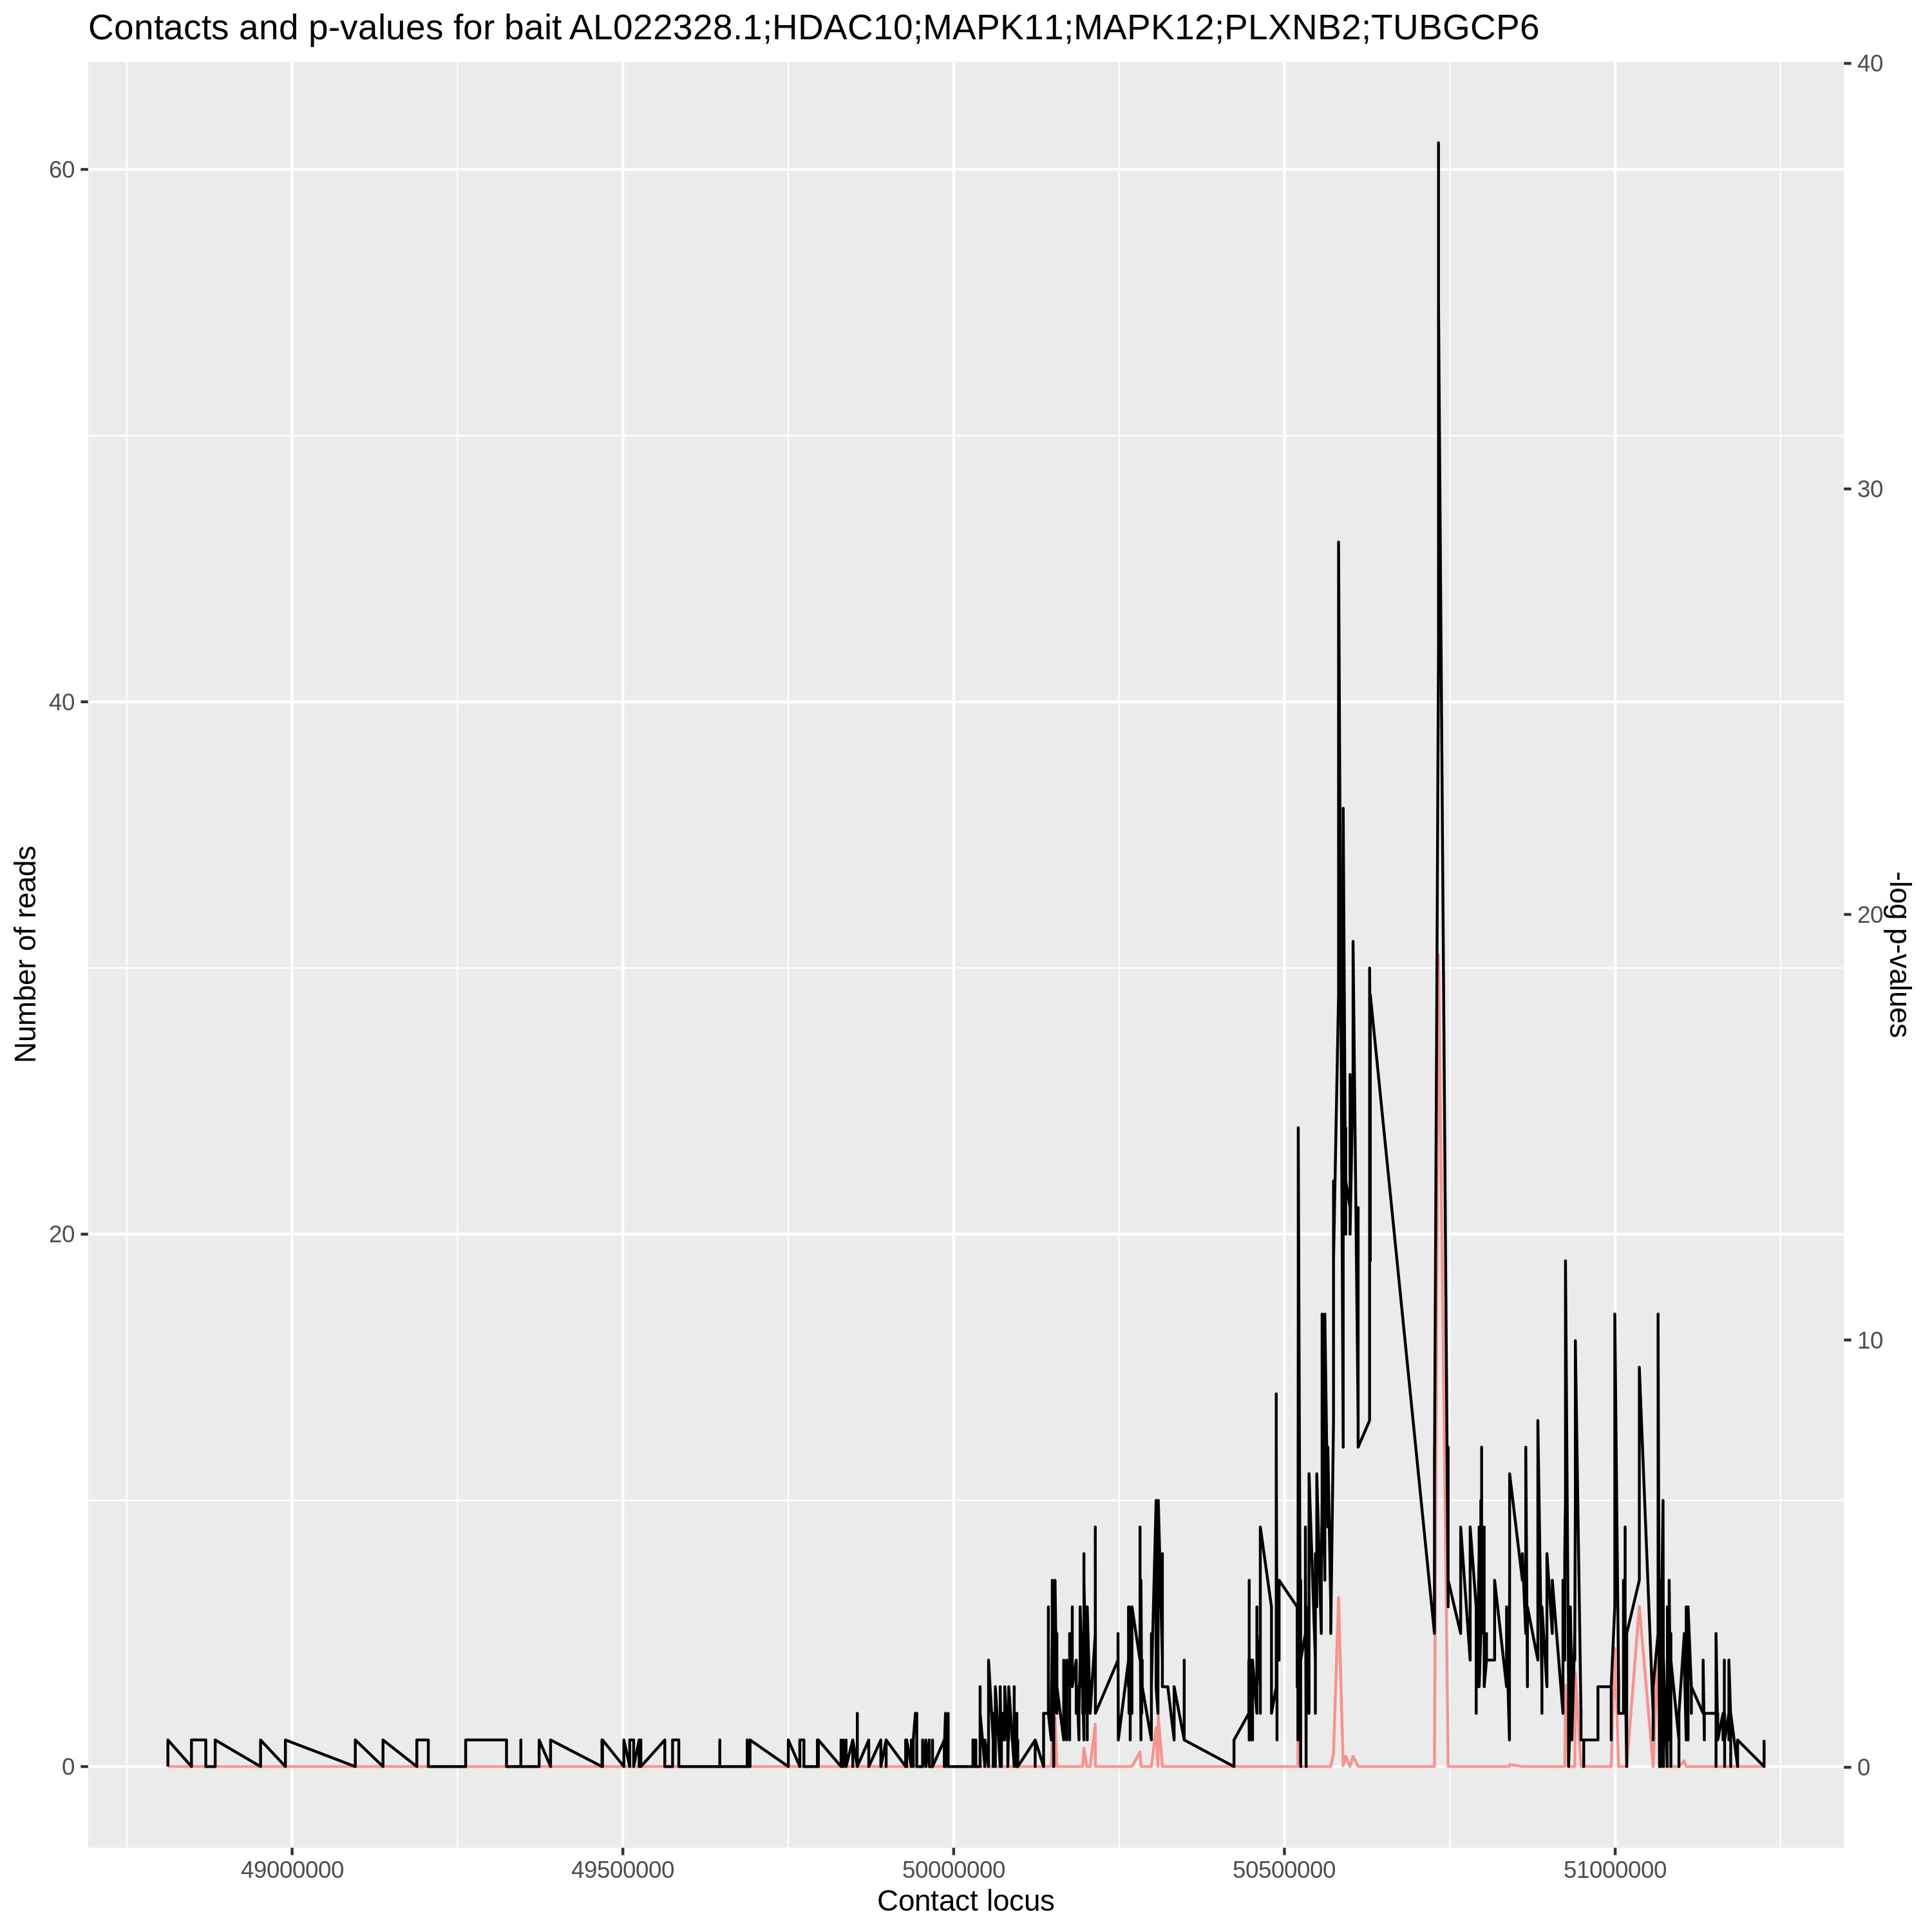 Contacts and p-values for bait AL022328.1;HDAC10;MAPK11;MAPK12;PLXNB2;TUBGCP6
Number of reads
60
40
20
0
40
30
20
10
0
-log p-values
49000000 49500000 50000000 50500000 51000000
Contact locus